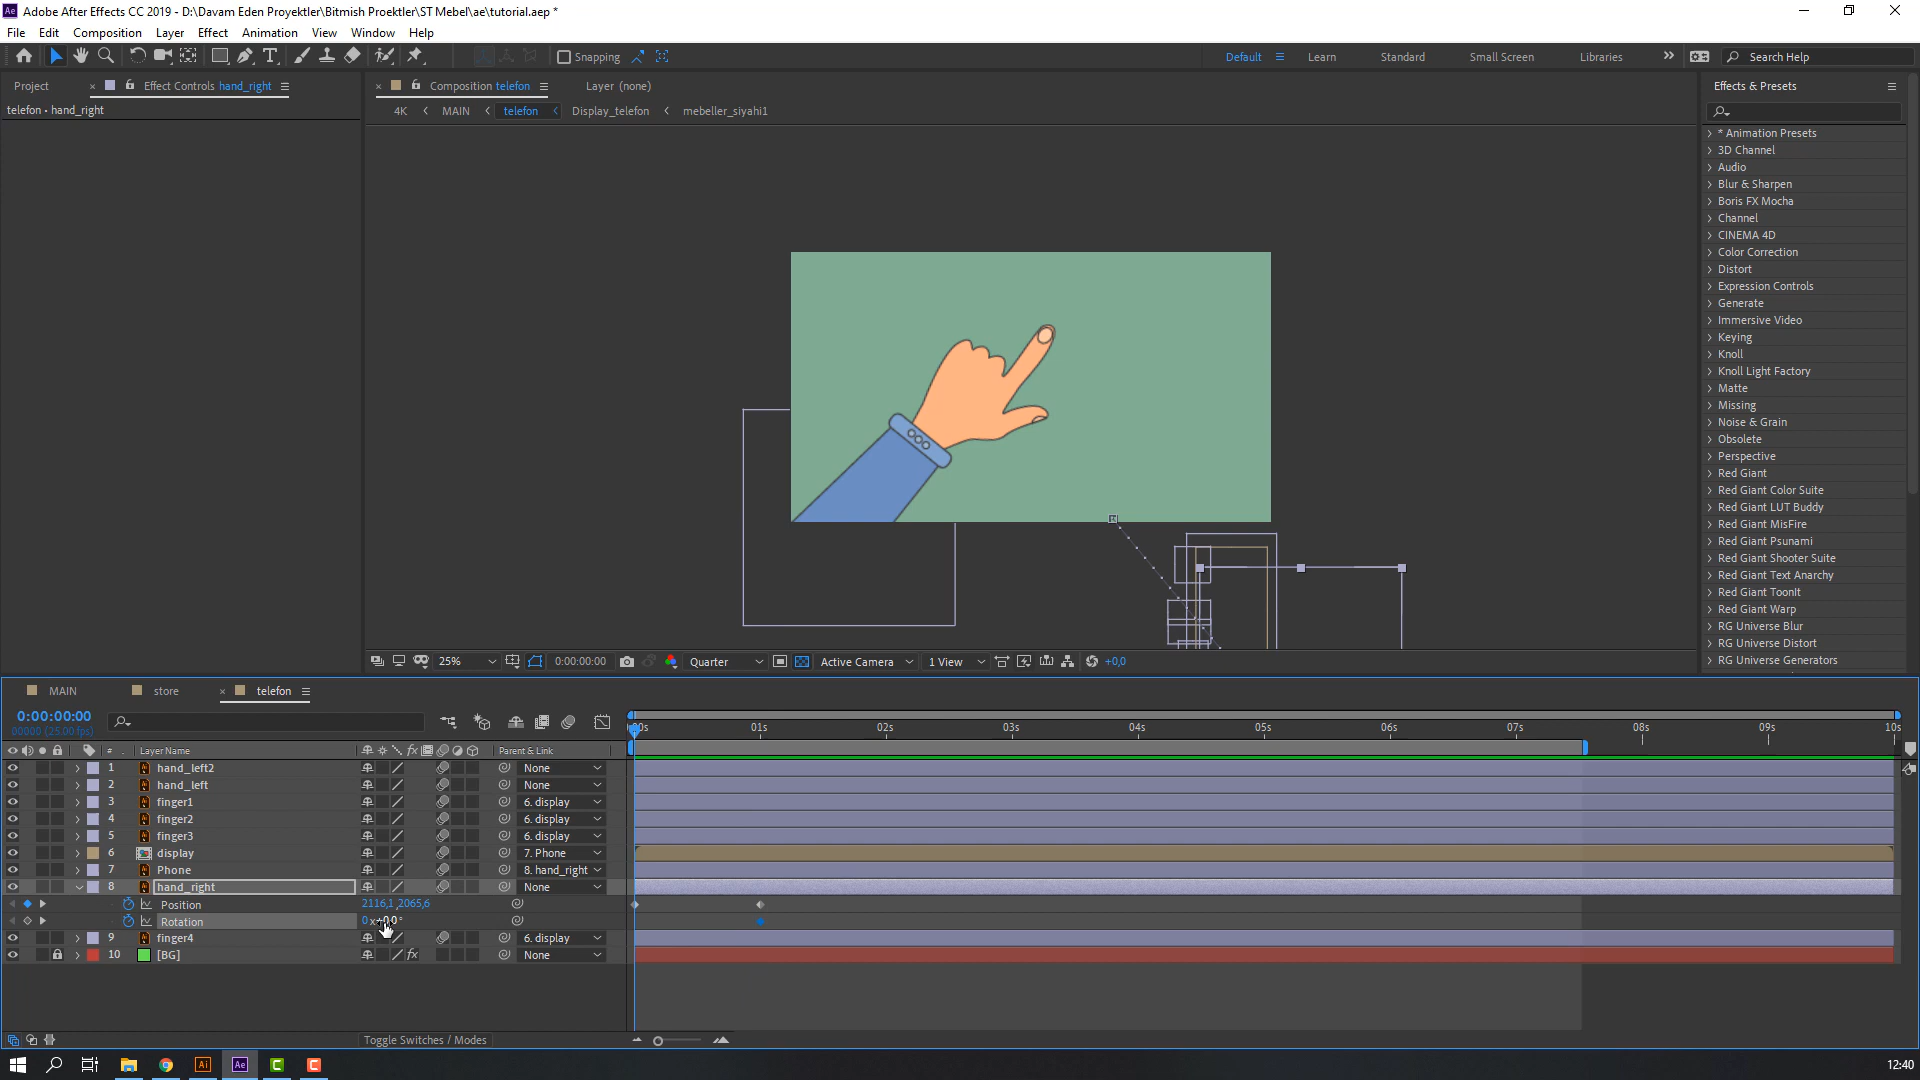 Adobe After Effects CC 2019 - D:\Davam Eden Proyektler\Bitmish Proektler\ST Mebel\ae\tutorial.aep *
File Edit Composition Layer Effect Animation View Window Help
Snapping Default Learn Standard Small Screen Libraries Search Help
Project Effect Controls hand_right Composition telefon Layer (none) Effects & Presets
telefon • hand_right
4K MAIN telefon Display_telefon mebeller_siyahi1
* Animation Presets
3D Channel
Audio
Blur & Sharpen
Boris FX Mocha
Channel
CINEMA 4D
Color Correction
Distort
Expression Controls
Generate
Immersive Video
Keying
Knoll
Knoll Light Factory
Matte
Missing
Noise & Grain
Obsolete
Perspective
Red Giant
Red Giant Color Suite
Red Giant LUT Buddy
Red Giant MisFire
Red Giant Psunami
Red Giant Shooter Suite
Red Giant Text Anarchy
Red Giant ToonIt
Red Giant Warp
RG Universe Blur
RG Universe Distort
RG Universe Generators
25% 0:00:00:00 Quarter Active Camera 1 View +0,0
MAIN store telefon
0:00:00:00
00000 (25.00 fps)
:00s 01s 02s 03s 04s 05s 06s 07s 08s 09s 10s
# Layer Name Parent & Link
1 hand_left2 None
2 hand_left None
3 finger1 6. display
4 finger2 6. display
5 finger3 6. display
6 display 7. Phone
7 Phone 8. hand_right
8 hand_right None
Position 2116,1 ,2065,6
Rotation 0 x
9 finger4 6. display
10 [BG] None
Toggle Switches / Modes
12:40